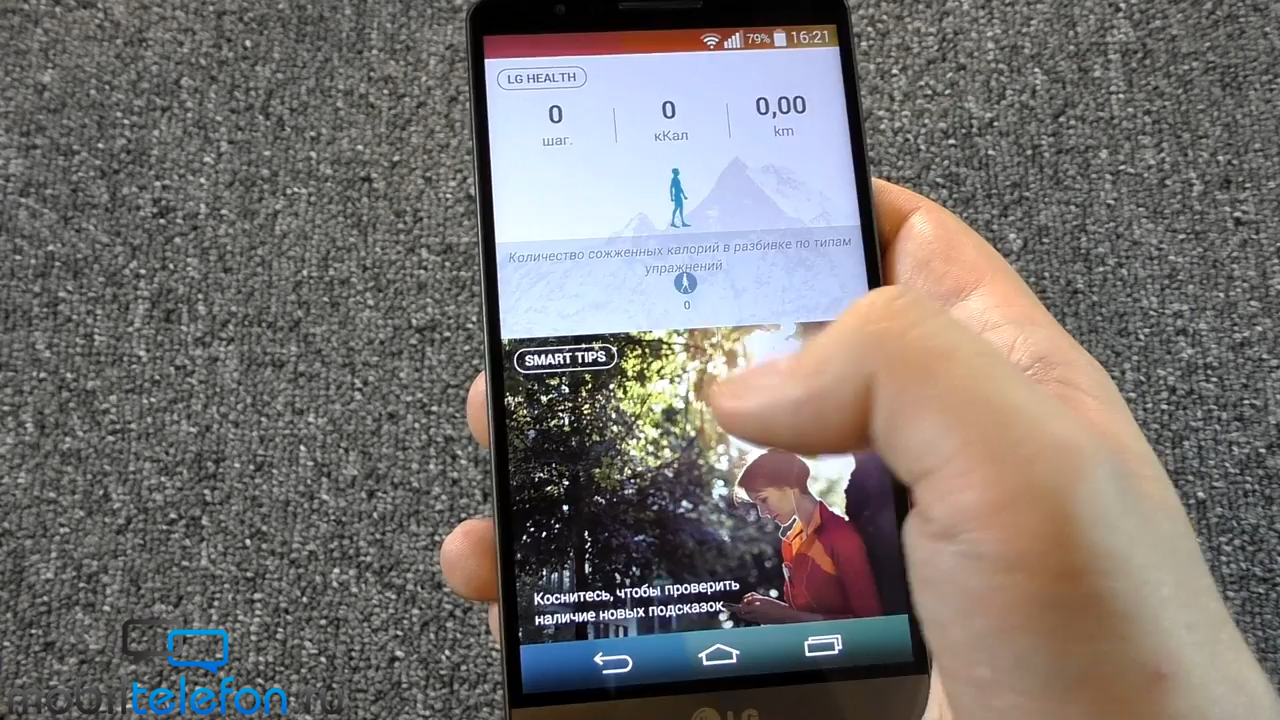 79% 16:21
LG HEALTH
0 0 0,00
шаг. кКал km
Количество сожженных калорий в разбивке по типам
упражнений
0
SMART TIPS
Коснитесь, чтобы проверить
наличие новых подсказок
LG
mobiltelefon.ru